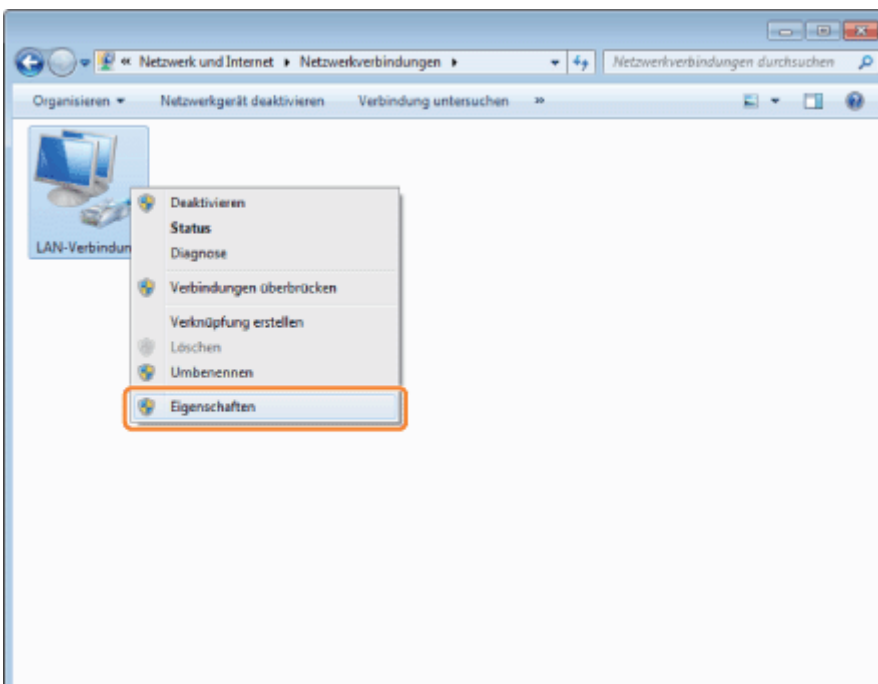 « Netzwerk und Internet ▸ Netzwerkverbindungen ▸ Netzwerkverbindungen durchsuchen
Organisieren Netzwerkgerät deaktivieren Verbindung untersuchen »
LAN-Verbindun
Deaktivieren
Status
Diagnose
Verbindungen überbrücken
Verknüpfung erstellen
Löschen
Umbenennen
Eigenschaften